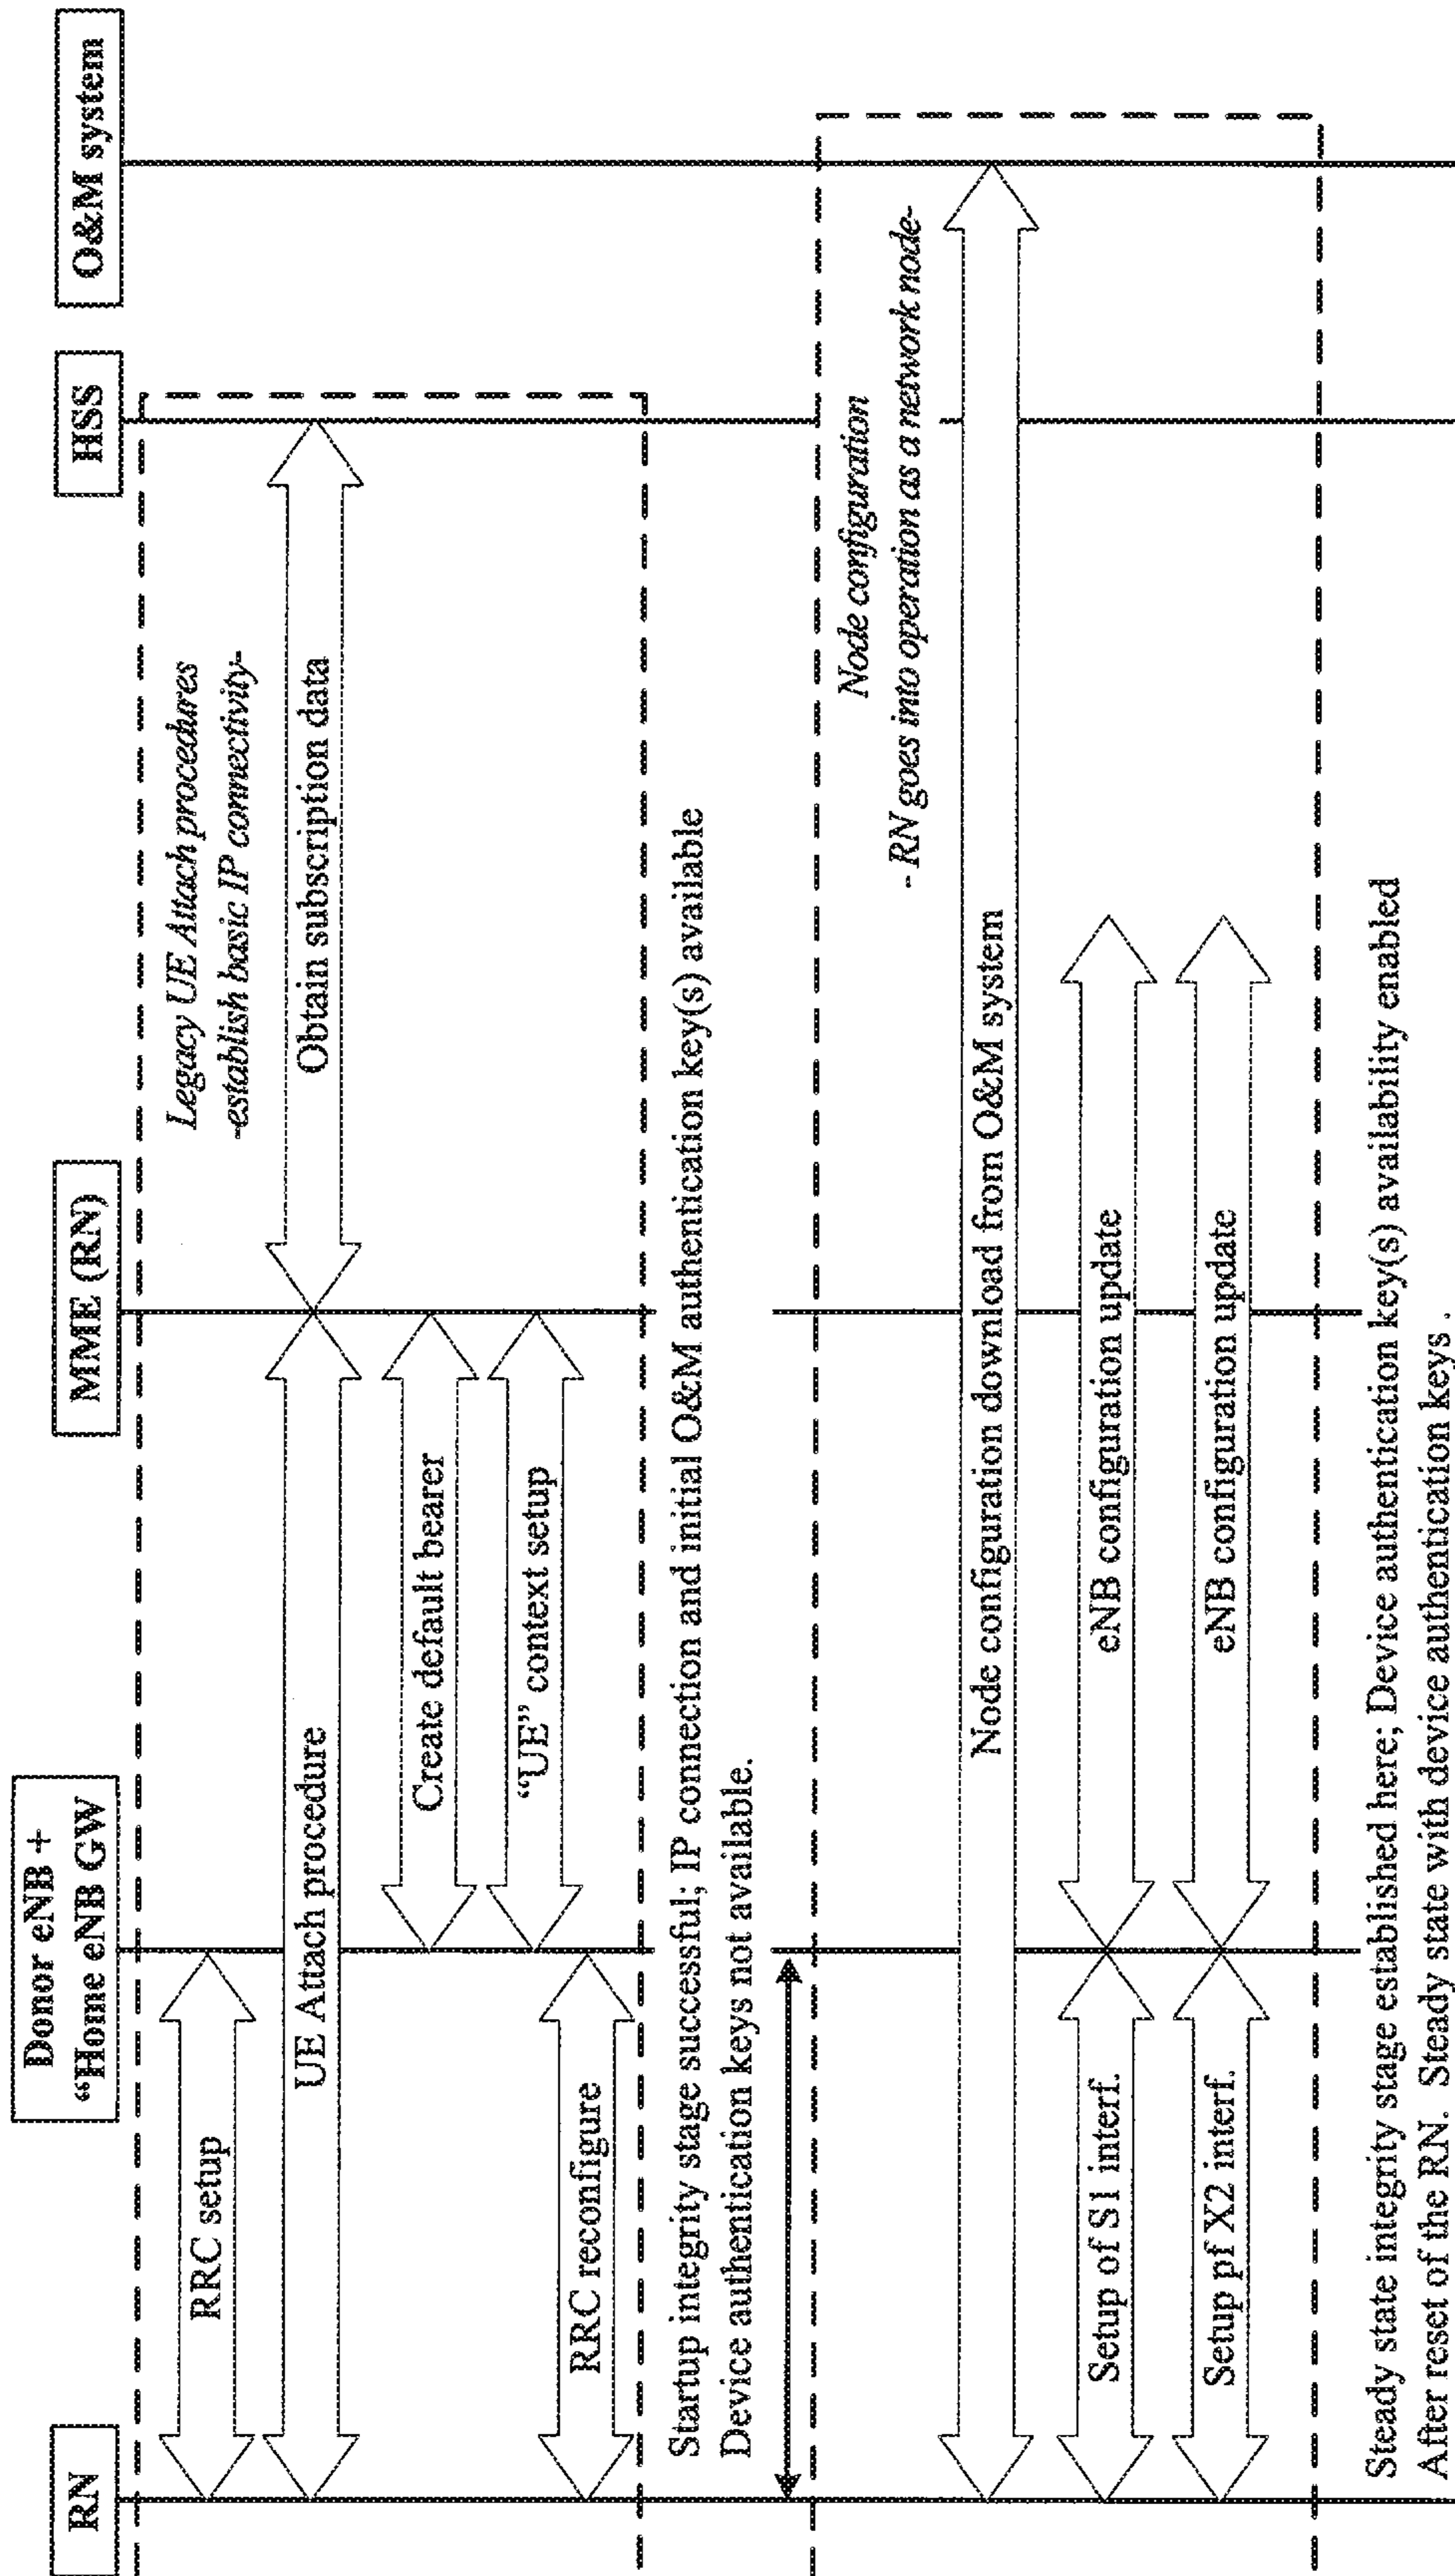 RN
Donor eNB +
“Home eNB GW
MME (RN)
HSS
O&M system
Legacy UE Attach procedures
-establish basic IP connectivity-
RRC setup
UE Attach procedure
Obtain subscription data
Create default bearer
“UE” context setup
RRC reconfigure
Startup integrity stage successful; IP connection and initial O&M authentication key(s) available
Device authentication keys not available.
Node configuration
- RN goes into operation as a network node-
Node configuration download from O&M system
Setup of S1 interf.
eNB configuration update
Setup pf X2 interf.
eNB configuration update
Steady state integrity stage established here; Device authentication key(s) availability enabled
After reset of the RN. Steady state with device authentication keys .